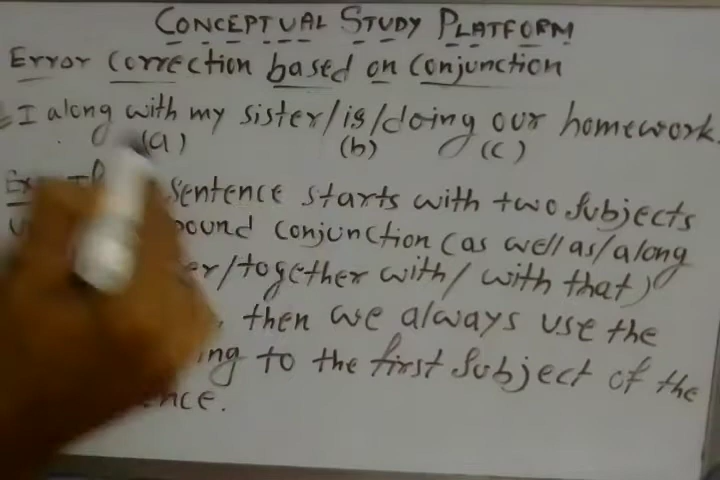 CONCEPTUAL STUDY PLATFORM
Error correction based on conjunction
I along with my sister/is/doing our homework.
(a) (b) (c)
sentence starts with two subjects
conjunction (as well as/along
/together with/with that)
then we always use the
to the first subject of the